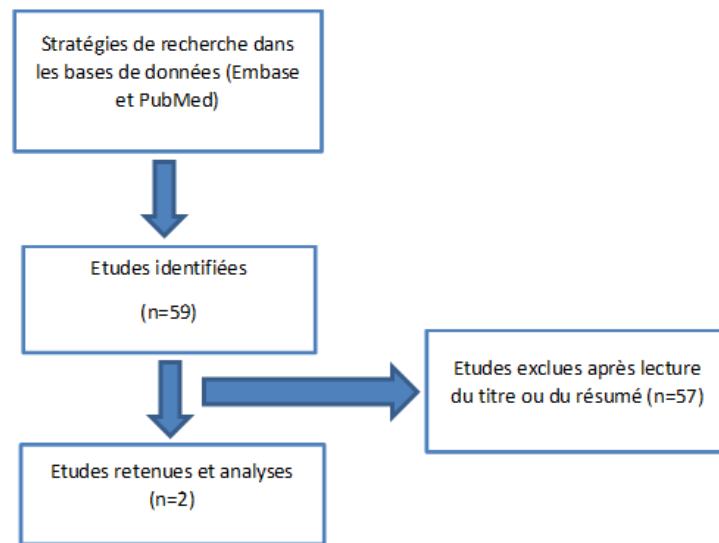 Stratégies de recherche dans
les bases de données (Embase
et PubMed)
Etudes identifiées
(n=59)
Etudes exclues après lecture
du titre ou du résumé (n=57)
Etudes retenues et analyses
(n=2)